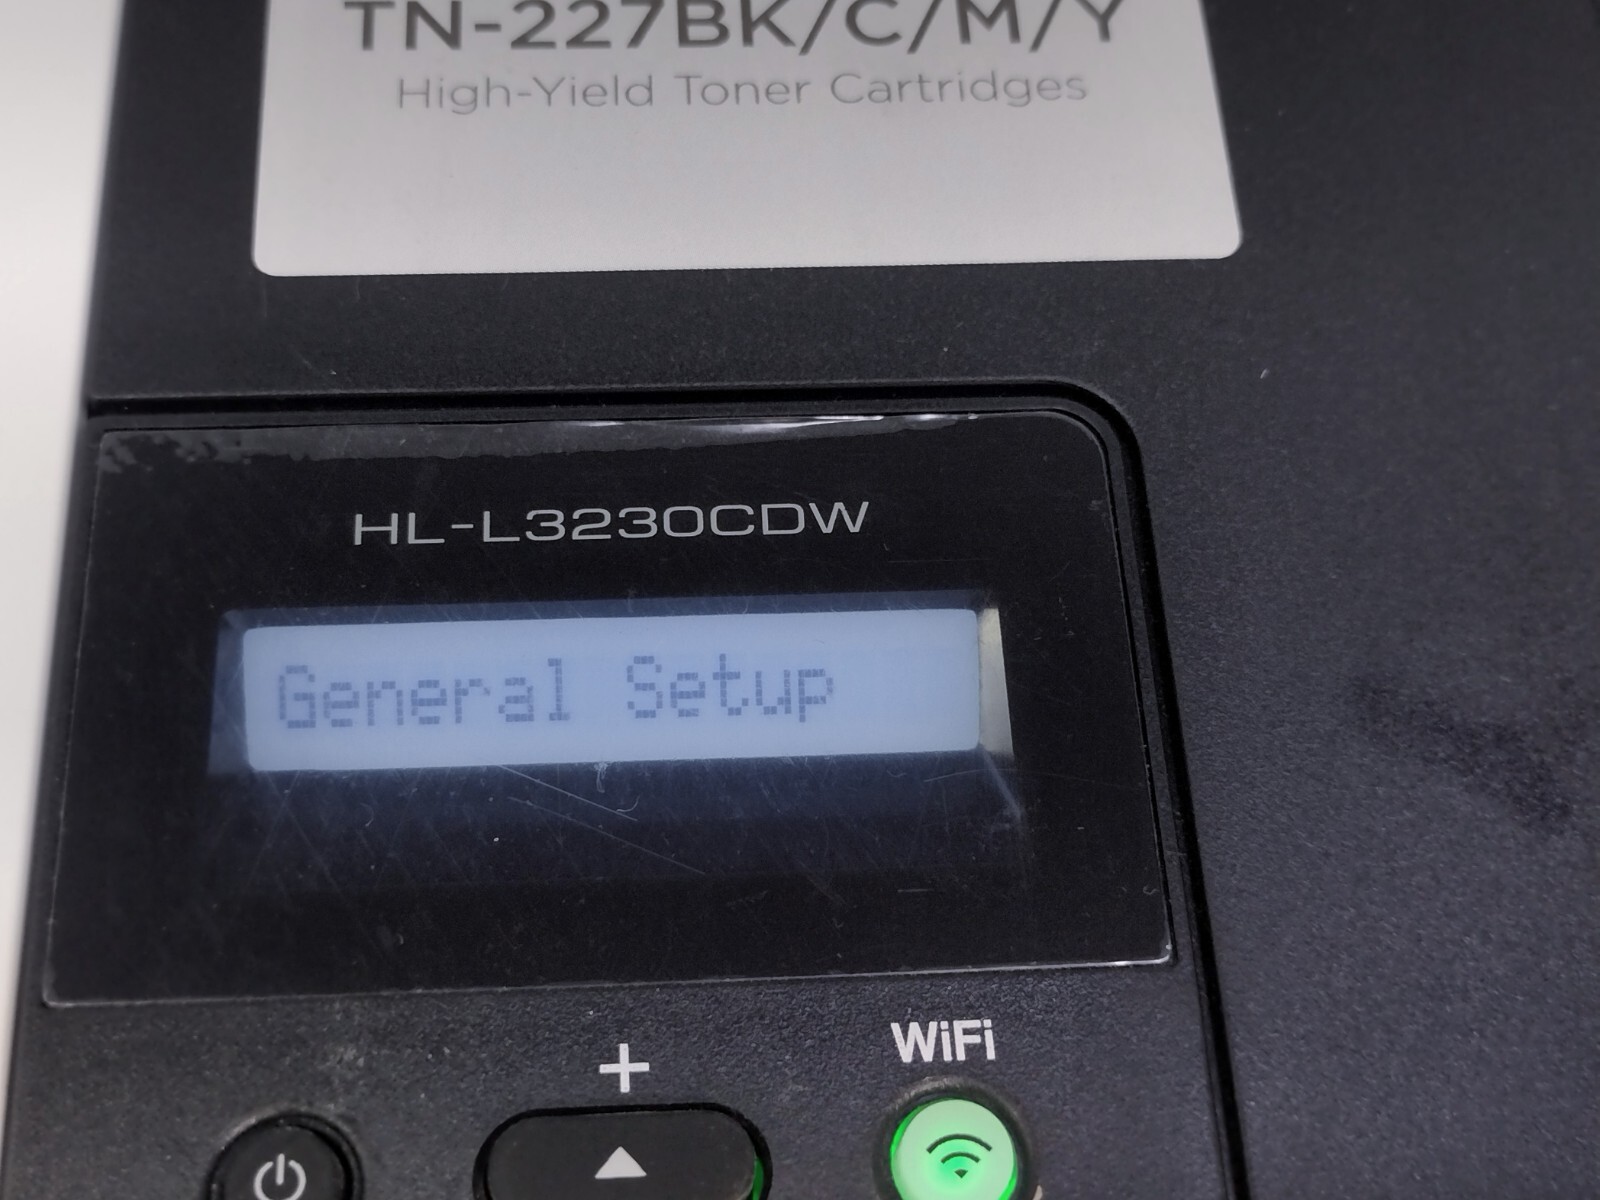 TN-227BK/C/M/Y
High-Yield Toner Cartridges
HL-L3230CDW
General Setup
+
WiFi